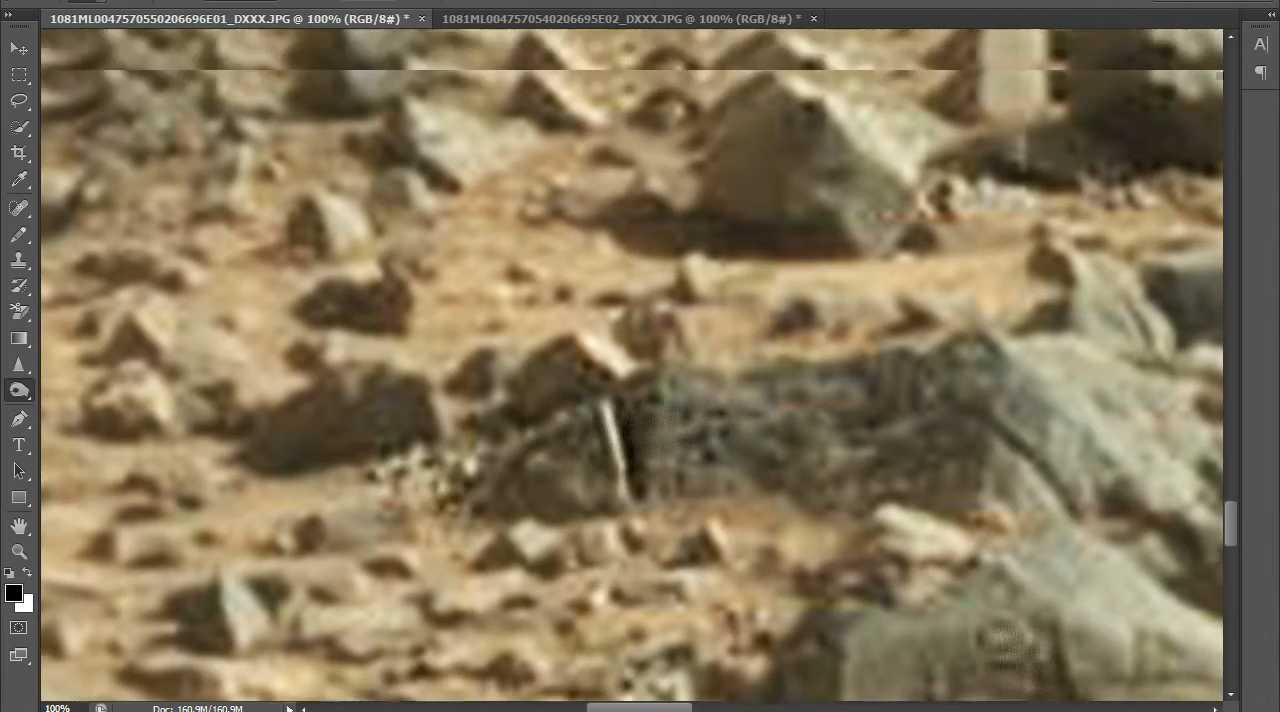 1081ML0047570550206696E01_DXXX.JPG @ 100% (RGB/8#) * × 1081ML0047570540206695E02_DXXX.JPG @ 100% (RGB/8#) * ×
A
T
100% Doc: 160.9M/160.9M